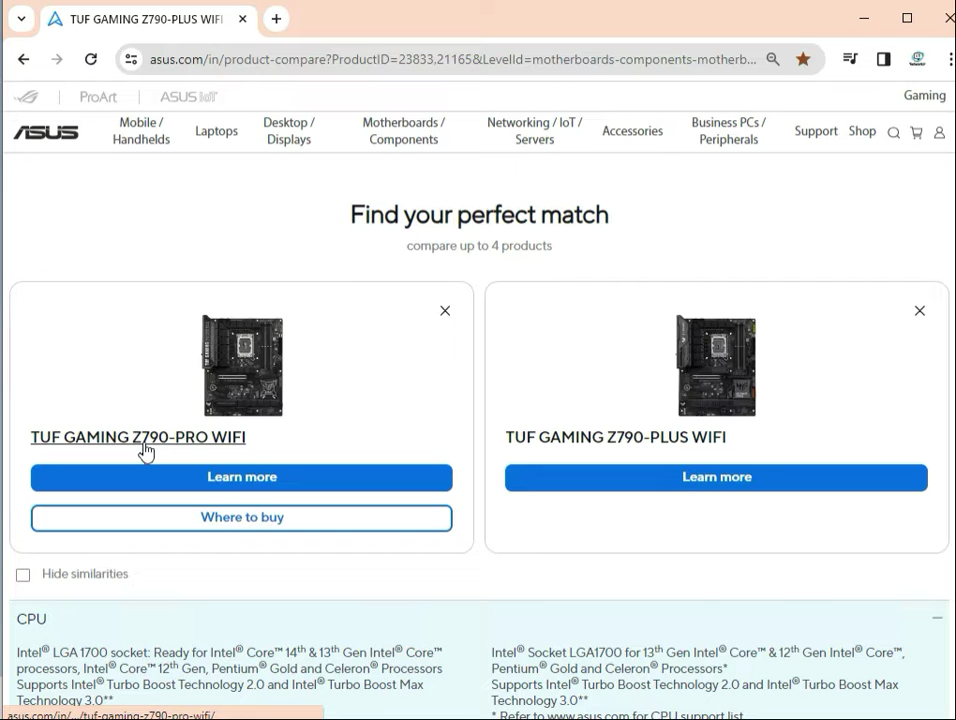 TUF GAMING Z790-PLUS WIFI
asus.com/in/product-compare?ProductID=23833,21165&LevelId=motherboards-components-motherb...
ProArt
ASUS IoT
Gaming
ASUS
Mobile /
Handhelds
Laptops
Desktop /
Displays
Motherboards /
Components
Networking / IoT /
Servers
Accessories
Business PCs /
Peripherals
Support
Shop
Find your perfect match
compare up to 4 products
TUF GAMING Z790-PRO WIFI
Learn more
Where to buy
TUF GAMING Z790-PLUS WIFI
Learn more
Hide similarities
CPU
Intel® LGA 1700 socket: Ready for Intel® Core™ 14th & 13th Gen Intel® Core™
processors, Intel® Core™ 12th Gen, Pentium® Gold and Celeron® Processors
Supports Intel® Turbo Boost Technology 2.0 and Intel® Turbo Boost Max
Technology 3.0**
Intel® Socket LGA1700 for 13th Gen Intel® Core™ & 12th Gen Intel® Core™,
Pentium® Gold and Celeron® Processors*
Supports Intel® Turbo Boost Technology 2.0 and Intel® Turbo Boost Max
Technology 3.0**
* Refer to www.asus.com for CPU support list
asus.com/in/.../tuf-gaming-z790-pro-wifi/